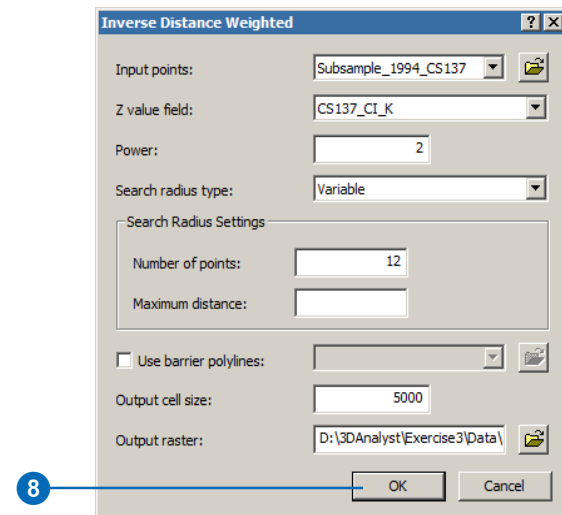 Inverse Distance Weighted
Input points: Subsample_1994_CS137
Z value field: CS137_CI_K
Power: 2
Search radius type: Variable
Search Radius Settings
Number of points: 12
Maximum distance:
Use barrier polylines:
Output cell size: 5000
Output raster: D:\3DAnalyst\Exercise3\Data\
8 OK Cancel